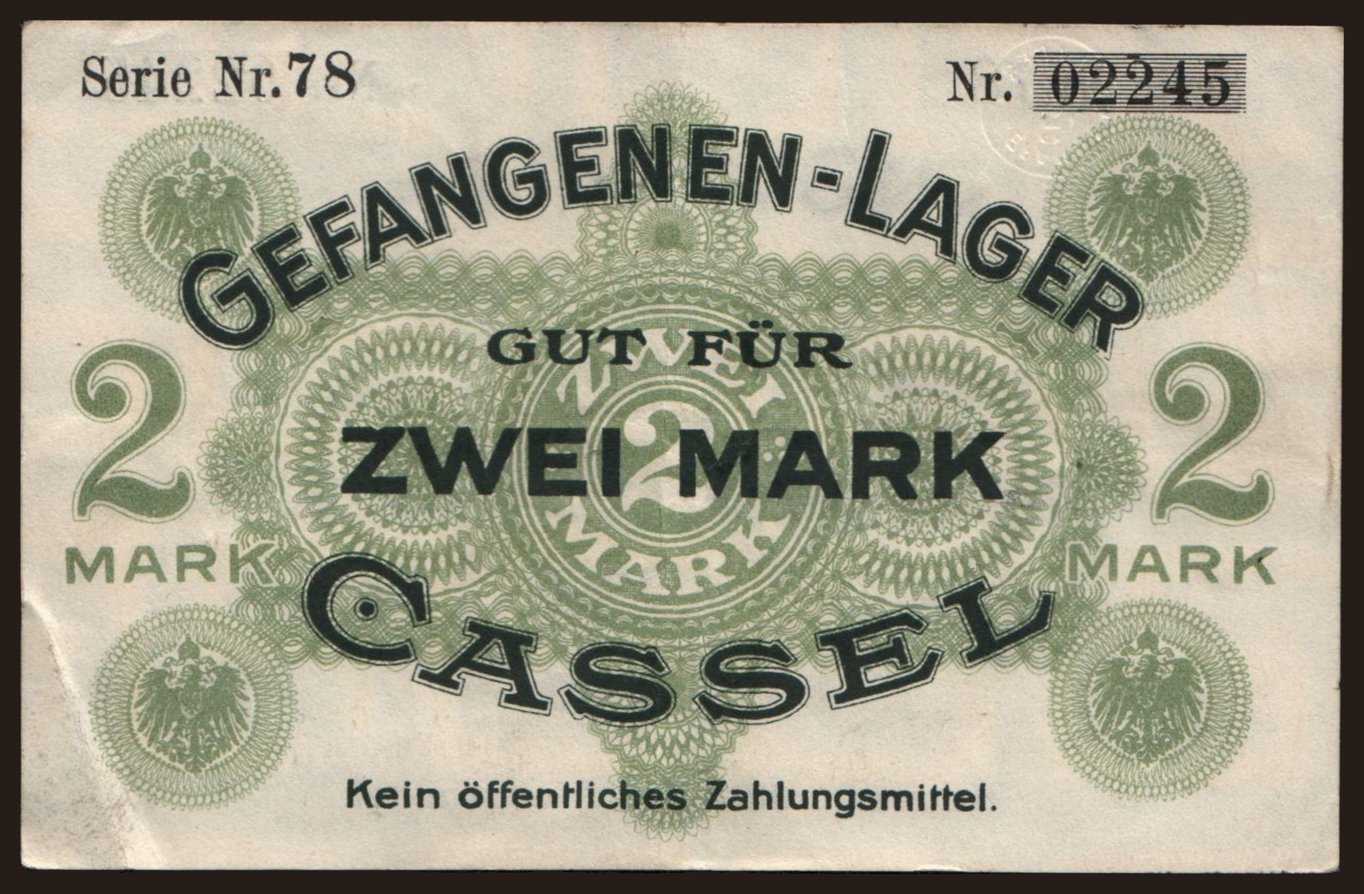 Serie Nr. 78
Nr. 02245
GEFANGENEN-LAGER
GUT FÜR
ZWEI MARK
ZWEI
2
MARK
2
MARK
2
MARK
CASSEL
Kein öffentliches Zahlungsmittel.